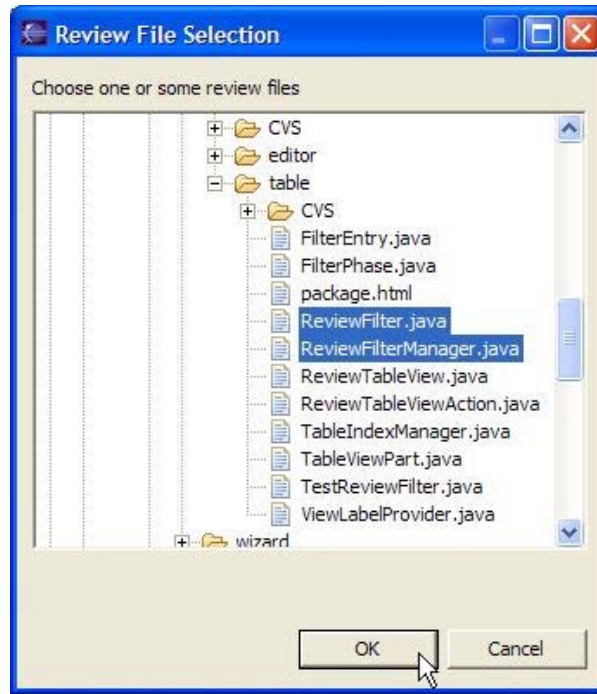 Review File Selection
Choose one or some review files
CVS
editor
table
CVS
FilterEntry.java
FilterPhase.java
package.html
ReviewFilter.java
ReviewFilterManager.java
ReviewTableView.java
ReviewTableViewAction.java
TableIndexManager.java
TableViewPart.java
TestReviewFilter.java
ViewLabelProvider.java
wizard
OK Cancel